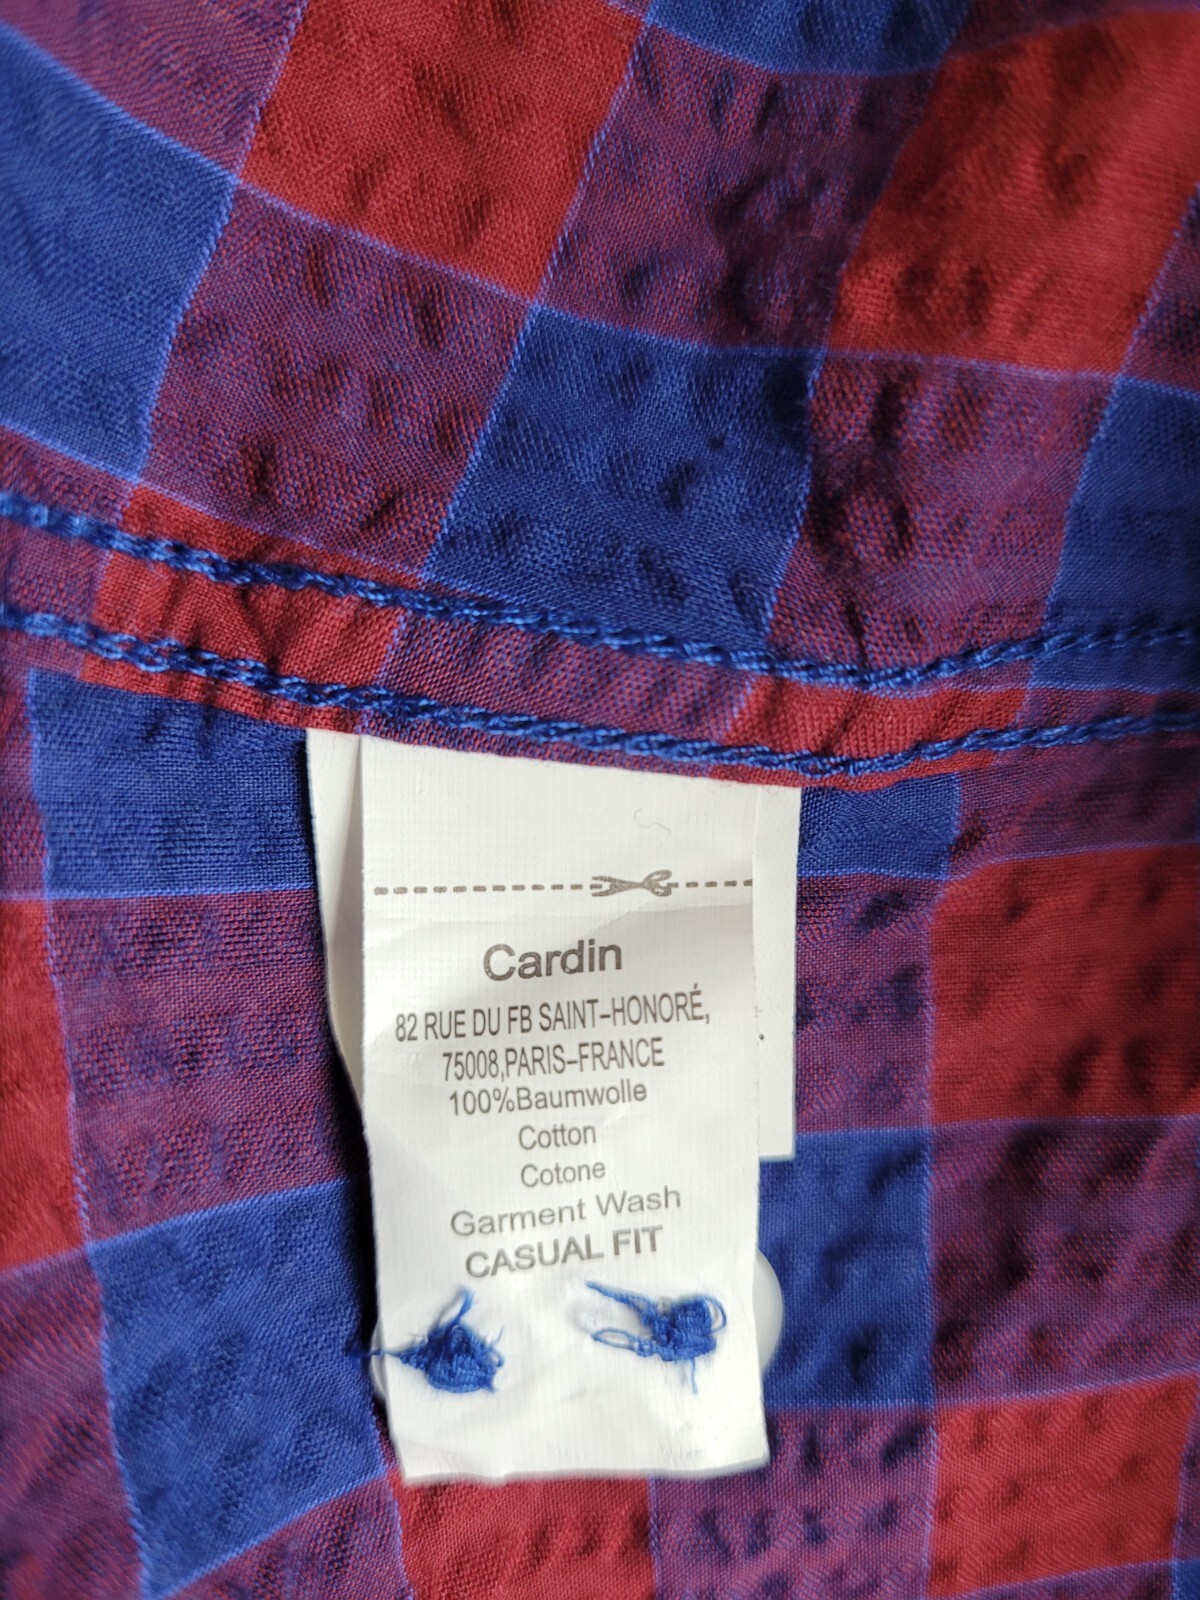 Cardin
82 RUE DU FB SAINT-HONORÉ,
75008,PARIS-FRANCE
100%Baumwolle
Cotton
Cotone
Garment Wash
CASUAL FIT